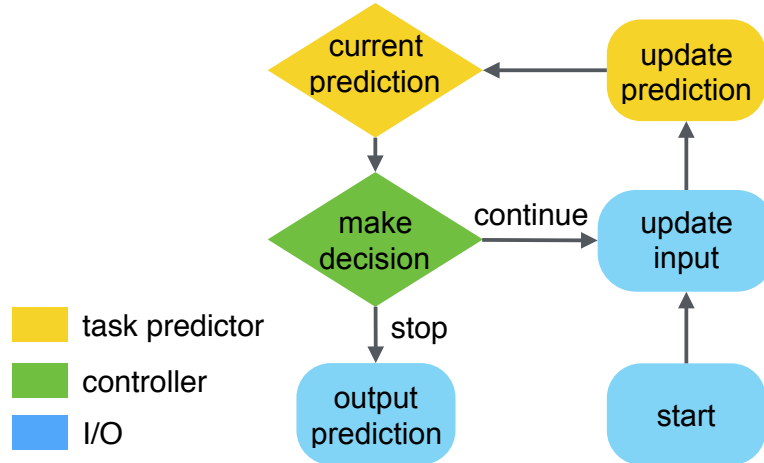 current
prediction
update
prediction
make
decision
continue
update
input
stop
output
prediction
start
task predictor
controller
I/O